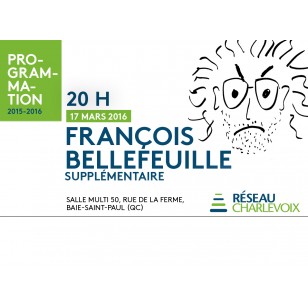 PRO-
GRAM-
MA-
TION
2015-2016
20 H
17 MARS 2016
FRANÇOIS
BELLEFEUILLE
SUPPLÉMENTAIRE
SALLE MULTI 50, RUE DE LA FERME,
BAIE-SAINT-PAUL (QC)
RÉSEAU
CHARLEVOIX